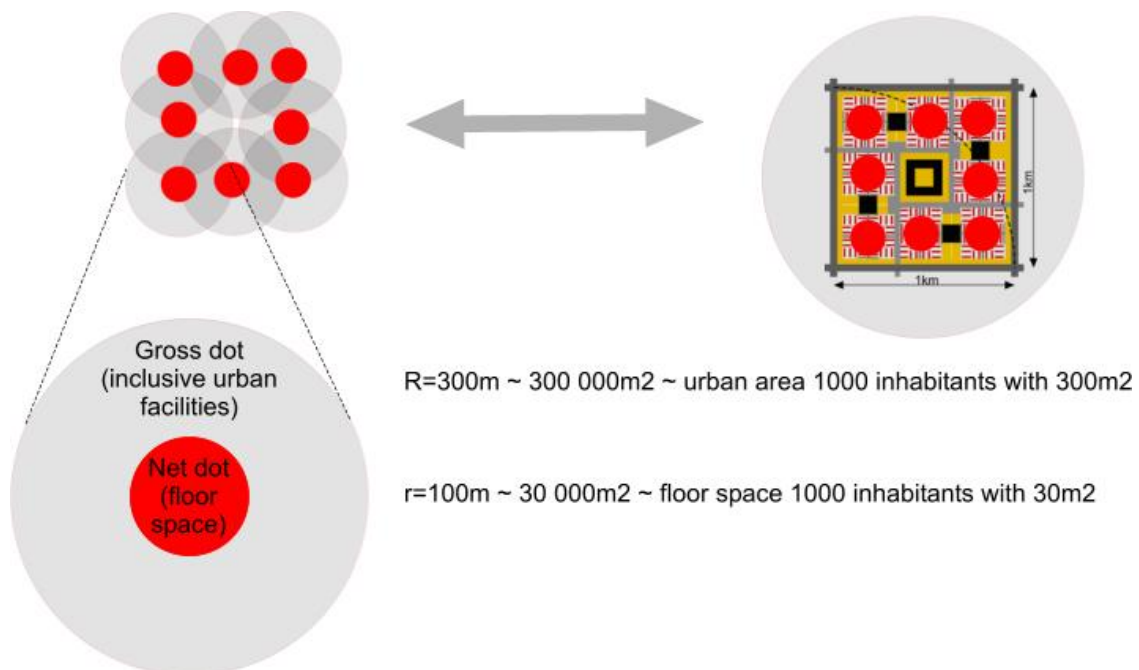 1km
1km
Gross dot
(inclusive urban
facilities)
R=300m ~ 300 000m2 ~ urban area 1000 inhabitants with 300m2
Net dot
(floor
space)
r=100m ~ 30 000m2 ~ floor space 1000 inhabitants with 30m2